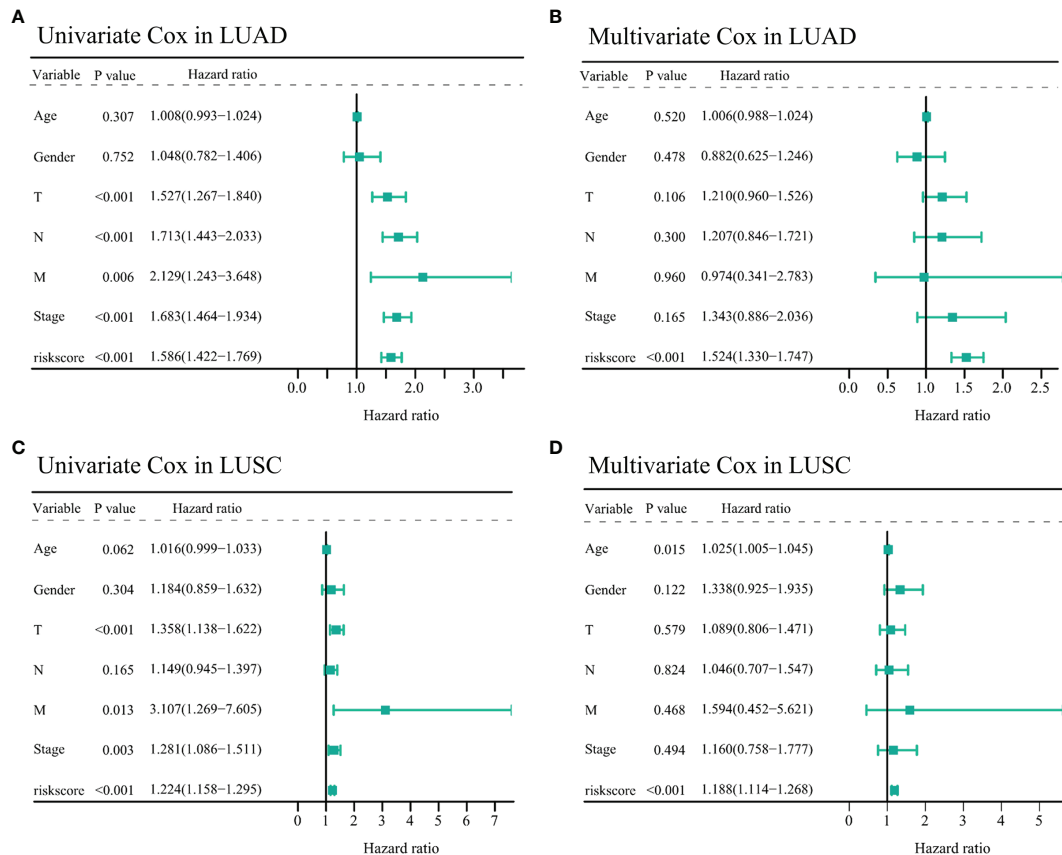 A
Univariate Cox in LUAD
Variable P value Hazard ratio
Age 0.307 1.008(0.993−1.024)
Gender 0.752 1.048(0.782−1.406)
T <0.001 1.527(1.267−1.840)
N <0.001 1.713(1.443−2.033)
M 0.006 2.129(1.243−3.648)
Stage <0.001 1.683(1.464−1.934)
riskscore <0.001 1.586(1.422−1.769)
0.0 1.0 2.0 3.0
Hazard ratio
B
Multivariate Cox in LUAD
Variable P value Hazard ratio
Age 0.520 1.006(0.988−1.024)
Gender 0.478 0.882(0.625−1.246)
T 0.106 1.210(0.960−1.526)
N 0.300 1.207(0.846−1.721)
M 0.960 0.974(0.341−2.783)
Stage 0.165 1.343(0.886−2.036)
riskscore <0.001 1.524(1.330−1.747)
0.0 0.5 1.0 1.5 2.0 2.5
Hazard ratio
C
Univariate Cox in LUSC
Variable P value Hazard ratio
Age 0.062 1.016(0.999−1.033)
Gender 0.304 1.184(0.859−1.632)
T <0.001 1.358(1.138−1.622)
N 0.165 1.149(0.945−1.397)
M 0.013 3.107(1.269−7.605)
Stage 0.003 1.281(1.086−1.511)
riskscore <0.001 1.224(1.158−1.295)
0 1 2 3 4 5 6 7
Hazard ratio
D
Multivariate Cox in LUSC
Variable P value Hazard ratio
Age 0.015 1.025(1.005−1.045)
Gender 0.122 1.338(0.925−1.935)
T 0.579 1.089(0.806−1.471)
N 0.824 1.046(0.707−1.547)
M 0.468 1.594(0.452−5.621)
Stage 0.494 1.160(0.758−1.777)
riskscore <0.001 1.188(1.114−1.268)
0 1 2 3 4 5
Hazard ratio